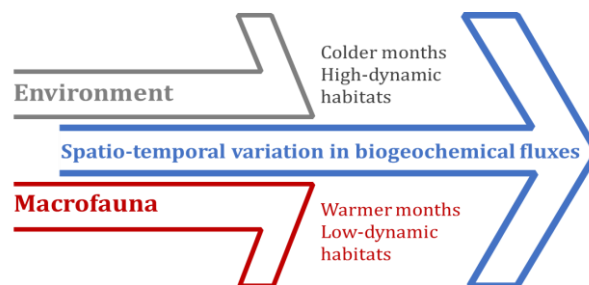 Colder months
High-dynamic
habitats
Environment
Spatio-temporal variation in biogeochemical fluxes
Macrofauna
Warmer months
Low-dynamic
habitats